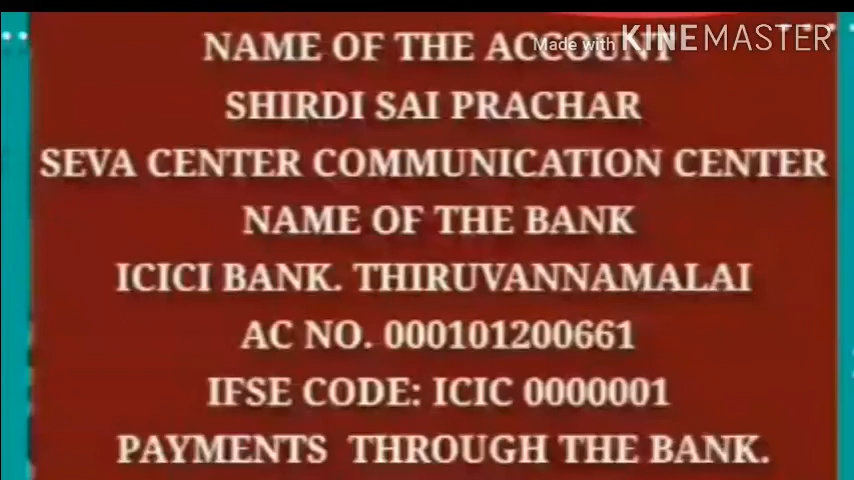 Made with KINEMASTER
NAME OF THE ACCOUNT
SHIRDI SAI PRACHAR
SEVA CENTER COMMUNICATION CENTER
NAME OF THE BANK
ICICI BANK. THIRUVANNAMALAI
AC NO. 000101200661
IFSE CODE: ICIC 0000001
PAYMENTS THROUGH THE BANK.